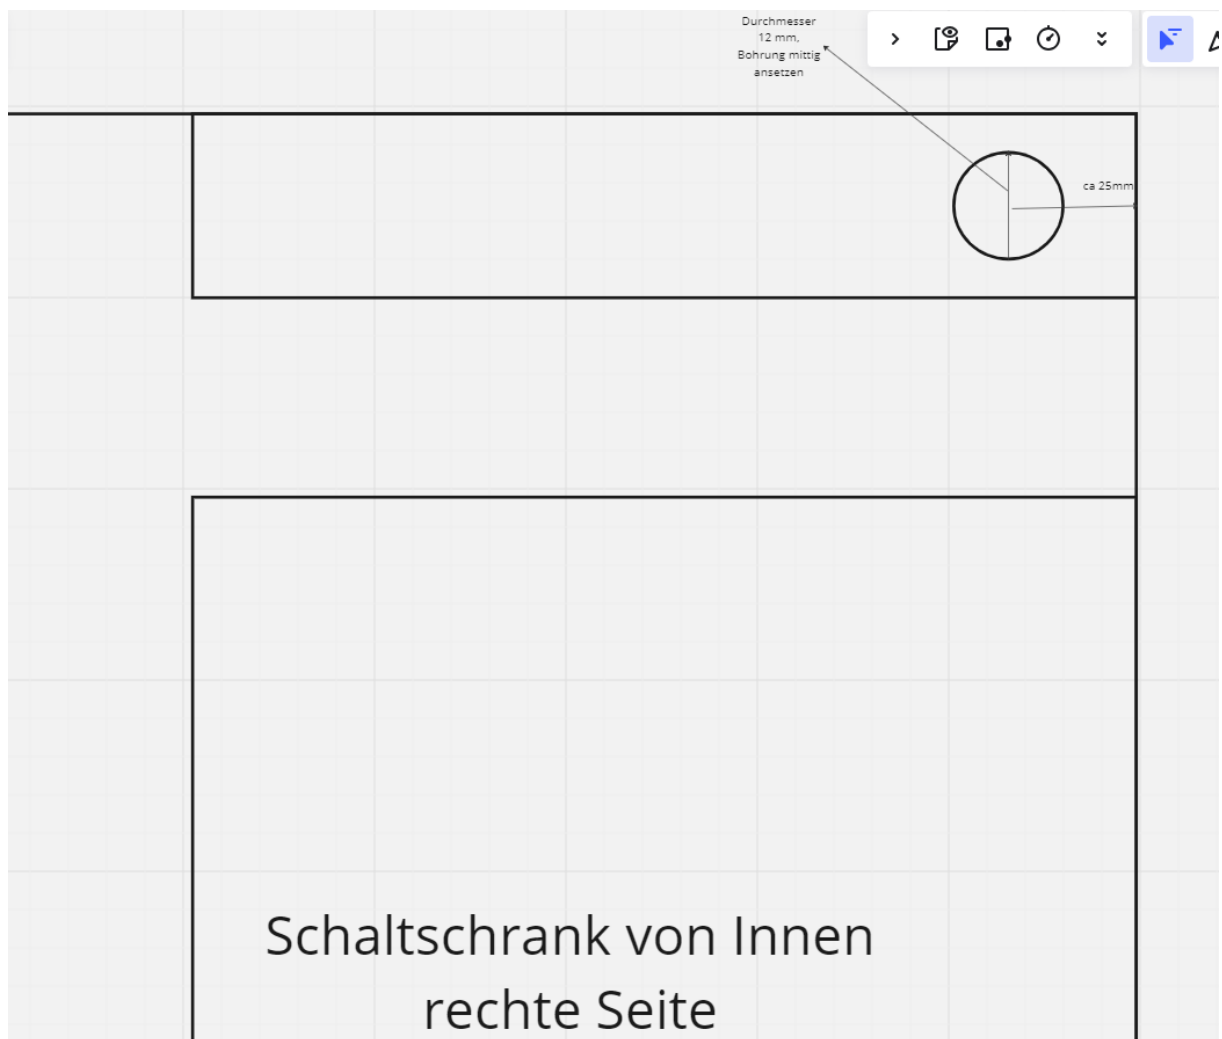 Durchmesser
12 mm,
Bohrung mittig
ansetzen
ca 25mm
Schaltschrank von Innen
rechte Seite